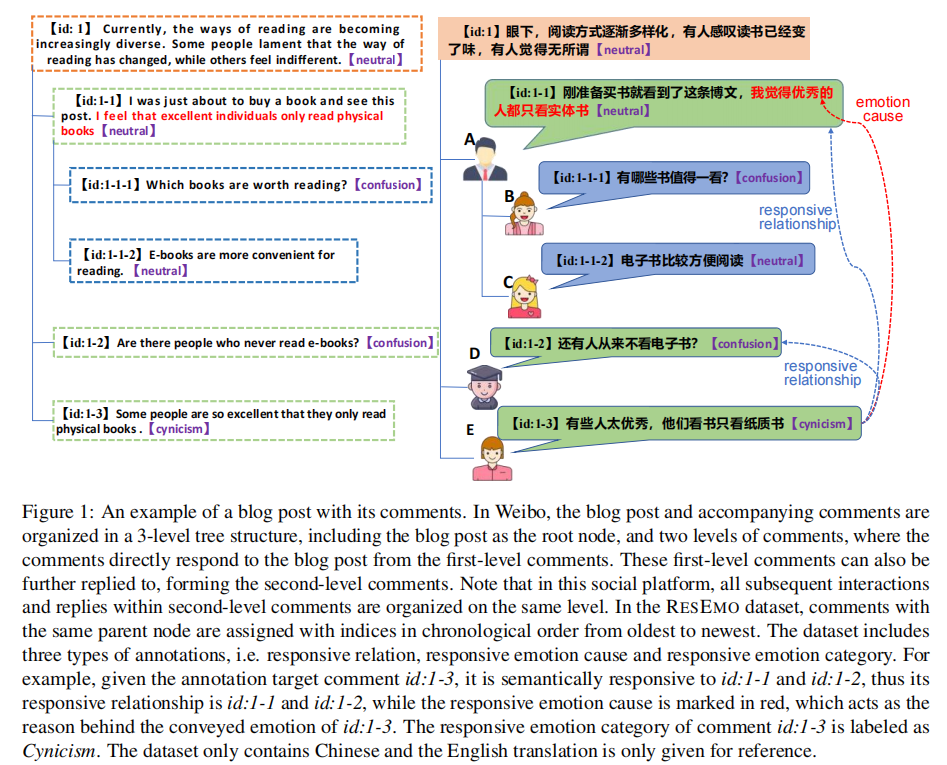 【id: 1】 Currently, the ways of reading are becoming
increasingly diverse. Some people lament that the way of
reading has changed, while others feel indifferent.【neutral】
【id:1-1】I was just about to buy a book and see this
post. I feel that excellent individuals only read physical
books【neutral】
【id:1-1-1】Which books are worth reading?【confusion】
【id:1-1-2】E-books are more convenient for
reading. 【neutral】
【id:1-2】Are there people who never read e-books?【confusion】
【id:1-3】Some people are so excellent that they only read
physical books .【cynicism】
【id:1】眼下，阅读方式逐渐多样化，有人感叹读书已经变
了味，有人觉得无所谓【neutral】
【id:1-1】刚准备买书就看到了这条博文，我觉得优秀的
人都只看实体书【neutral】
emotion
cause
A
【id:1-1-1】有哪些书值得一看?【confusion】
B
responsive
relationship
【id:1-1-2】电子书比较方便阅读【neutral】
C
【id:1-2】还有人从来不看电子书？【confusion】
D
responsive
relationship
【id:1-3】有些人太优秀，他们看书只看纸质书【cynicism】
E
Figure 1: An example of a blog post with its comments. In Weibo, the blog post and accompanying comments are
organized in a 3-level tree structure, including the blog post as the root node, and two levels of comments, where the
comments directly respond to the blog post from the first-level comments. These first-level comments can also be
further replied to, forming the second-level comments. Note that in this social platform, all subsequent interactions
and replies within second-level comments are organized on the same level. In the RESEMO dataset, comments with
the same parent node are assigned with indices in chronological order from oldest to newest. The dataset includes
three types of annotations, i.e. responsive relation, responsive emotion cause and responsive emotion category. For
example, given the annotation target comment id:1-3, it is semantically responsive to id:1-1 and id:1-2, thus its
responsive relationship is id:1-1 and id:1-2, while the responsive emotion cause is marked in red, which acts as the
reason behind the conveyed emotion of id:1-3. The responsive emotion category of comment id:1-3 is labeled as
Cynicism. The dataset only contains Chinese and the English translation is only given for reference.